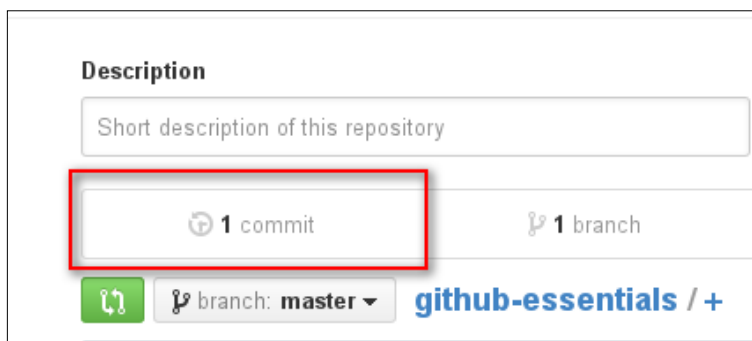 Description
Short description of this repository
1 commit 1 branch
branch: master github-essentials / +